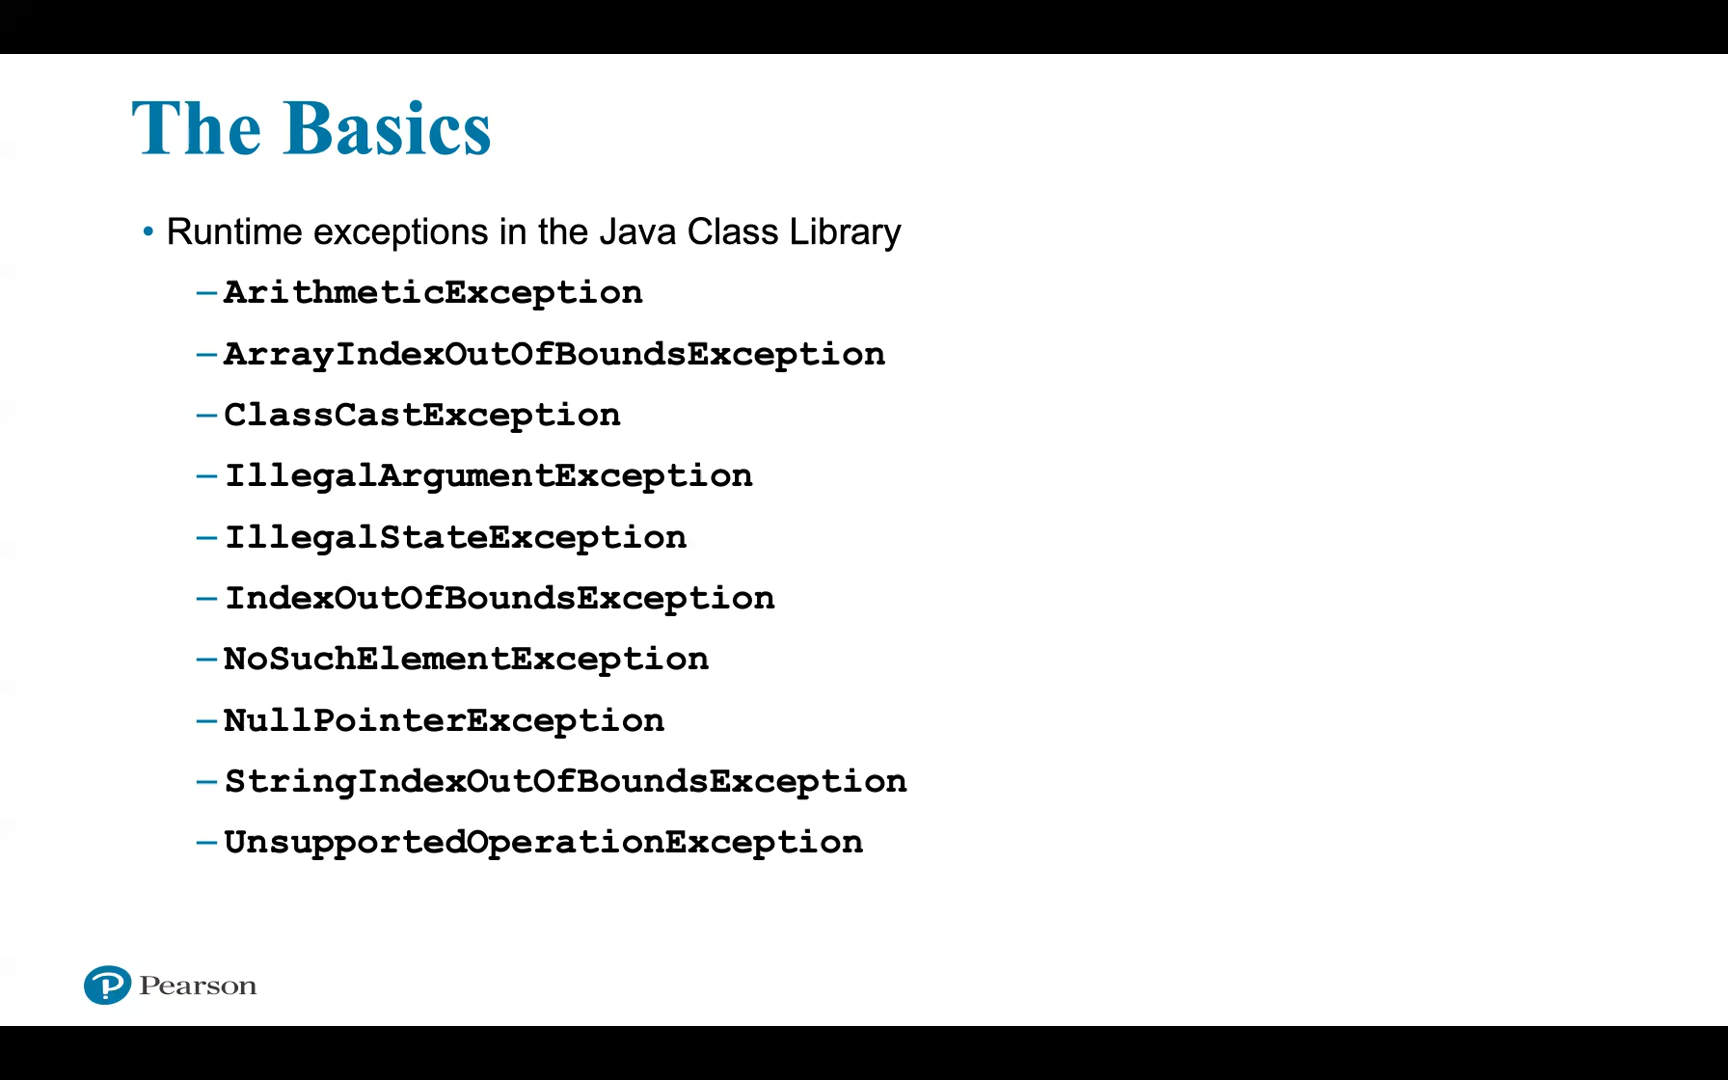 The Basics
• Runtime exceptions in the Java Class Library
– ArithmeticException
– ArrayIndexOutOfBoundsException
– ClassCastException
– IllegalArgumentException
– IllegalStateException
– IndexOutOfBoundsException
– NoSuchElementException
– NullPointerException
– StringIndexOutOfBoundsException
– UnsupportedOperationException
Pearson